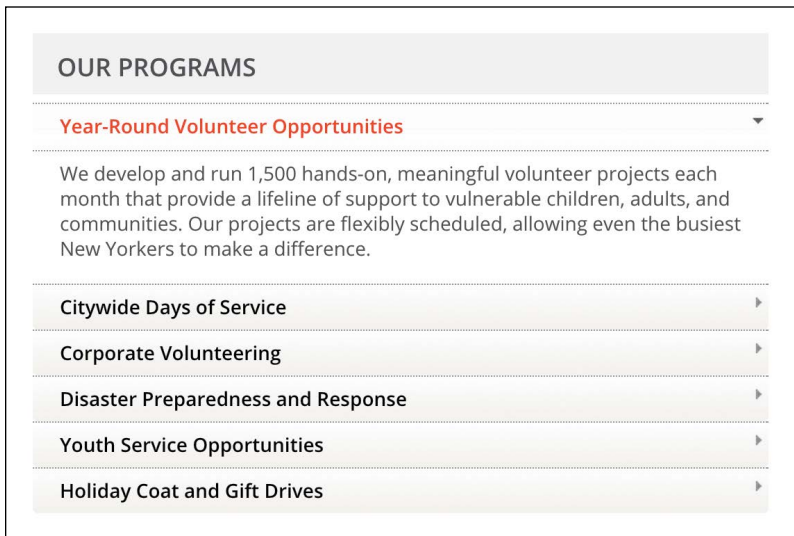 OUR PROGRAMS
Year-Round Volunteer Opportunities
We develop and run 1,500 hands-on, meaningful volunteer projects each
month that provide a lifeline of support to vulnerable children, adults, and
communities. Our projects are flexibly scheduled, allowing even the busiest
New Yorkers to make a difference.
Citywide Days of Service
Corporate Volunteering
Disaster Preparedness and Response
Youth Service Opportunities
Holiday Coat and Gift Drives